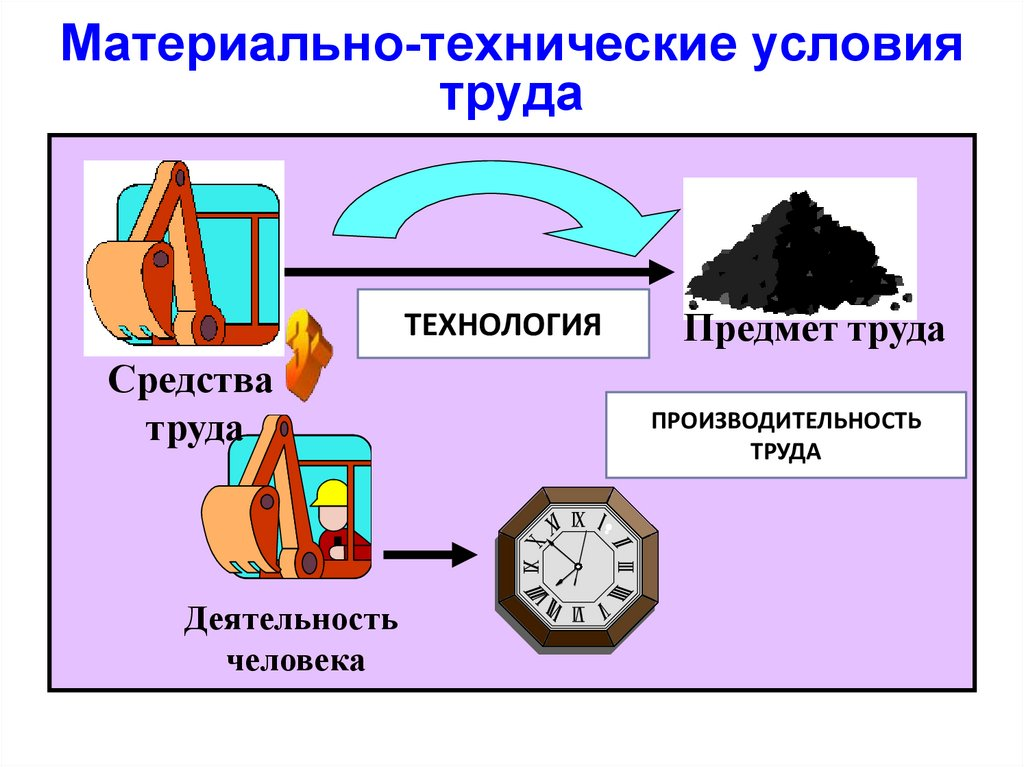 Материально-технические условия
труда
ТЕХНОЛОГИЯ
Предмет труда
Средства
труда
ПРОИЗВОДИТЕЛЬНОСТЬ
ТРУДА
Деятельность
человека